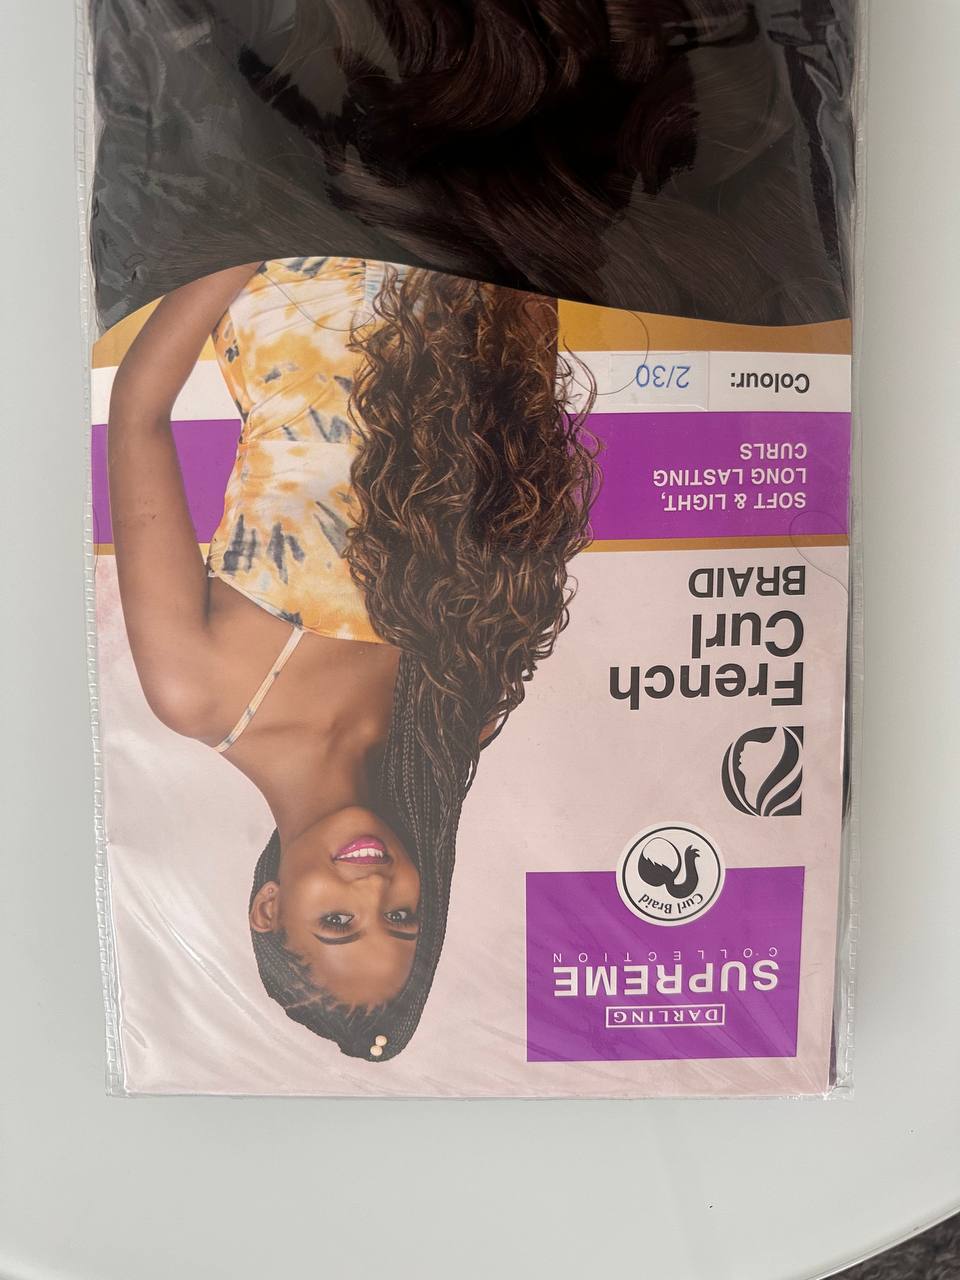 DARLING
SUPREME
COLLECTION
Curl Braid
French
Curl
BRAID
SOFT & LIGHT,
LONG LASTING
CURLS
Colour: 2/30